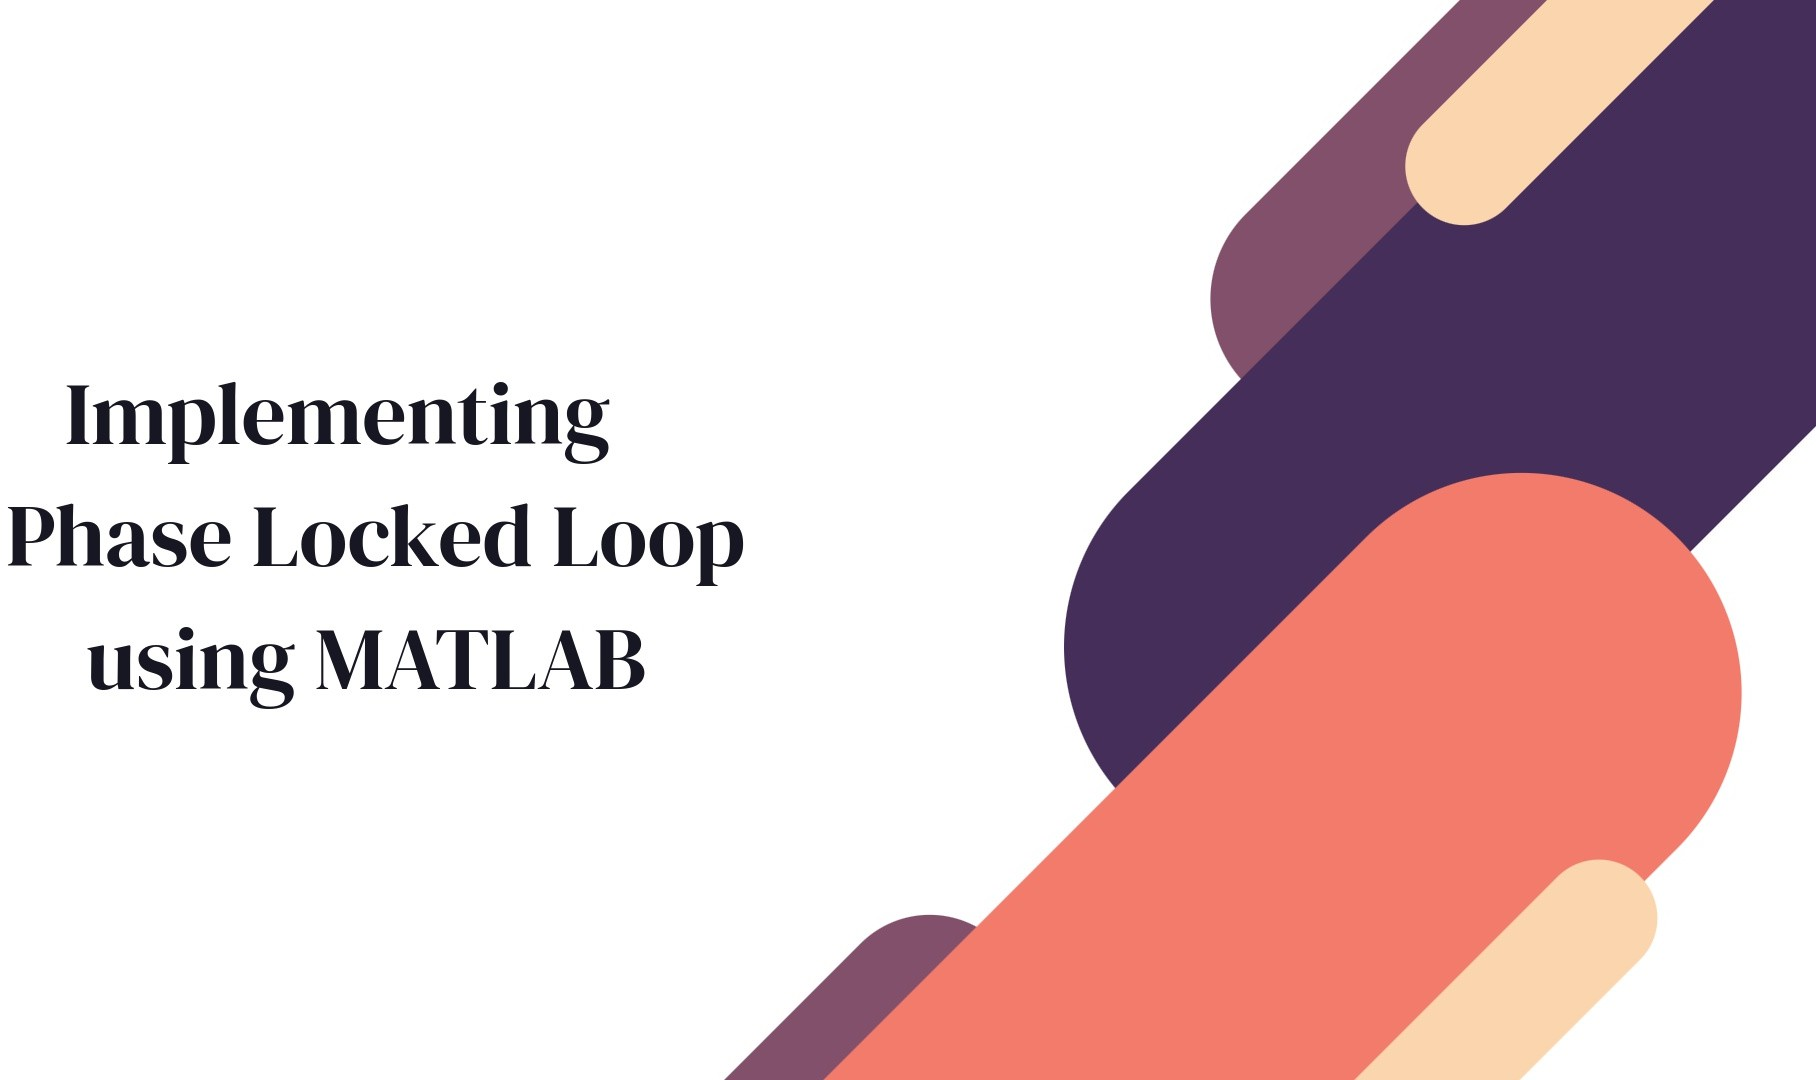 Implementing
Phase Locked Loop
using MATLAB